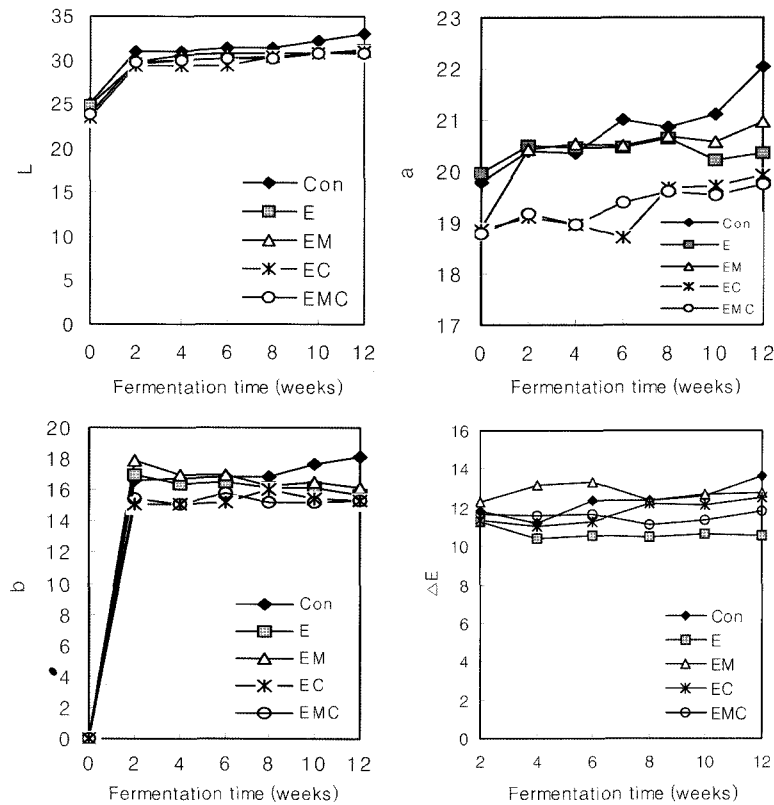 35
30
25
20
15
10
5
0
L
Con
E
EM
EC
EMC
0 2 4 6 8 10 12
Fermentation time (weeks)
23
22
21
20
19
18
17
a
Con
E
EM
EC
EMC
0 2 4 6 8 10 12
Fermentation time (weeks)
20
18
16
14
12
10
8
6
4
2
0
b
Con
E
EM
EC
EMC
0 2 4 6 8 10 12
Fermentation time (weeks)
16
14
12
10
8
6
4
2
0
△E
Con
E
EM
EC
EMC
2 4 6 8 10 12
Fermentation time (weeks)